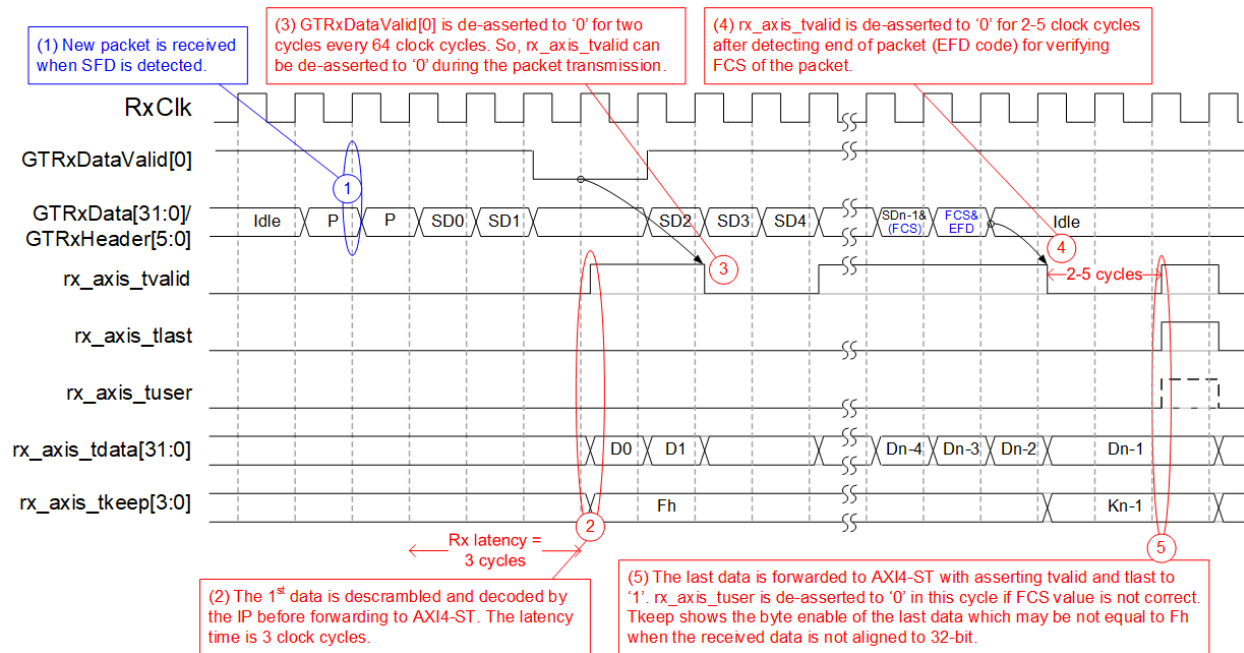 (1) New packet is received
when SFD is detected.
(3) GTRxDataValid[0] is de-asserted to ‘0’ for two
cycles every 64 clock cycles. So, rx_axis_tvalid can
be de-asserted to ‘0’ during the packet transmission.
(4) rx_axis_tvalid is de-asserted to ‘0’ for 2-5 clock cycles
after detecting end of packet (EFD code) for verifying
FCS of the packet.
RxClk
GTRxDataValid[0]
1
GTRxData[31:0]/
GTRxHeader[5:0]
Idle P P SD0 SD1 SD2 SD3 SD4 SDn-1& (FCS) FCS& EFD Idle
rx_axis_tvalid
3
4
2-5 cycles
rx_axis_tlast
rx_axis_tuser
rx_axis_tdata[31:0]
D0 D1 Dn-4 Dn-3 Dn-2 Dn-1
rx_axis_tkeep[3:0]
Fh Kn-1
2
5
Rx latency =
3 cycles
(2) The 1st data is descrambled and decoded by
the IP before forwarding to AXI4-ST. The latency
time is 3 clock cycles.
(5) The last data is forwarded to AXI4-ST with asserting tvalid and tlast to
‘1’. rx_axis_tuser is de-asserted to ‘0’ in this cycle if FCS value is not correct.
Tkeep shows the byte enable of the last data which may be not equal to Fh
when the received data is not aligned to 32-bit.